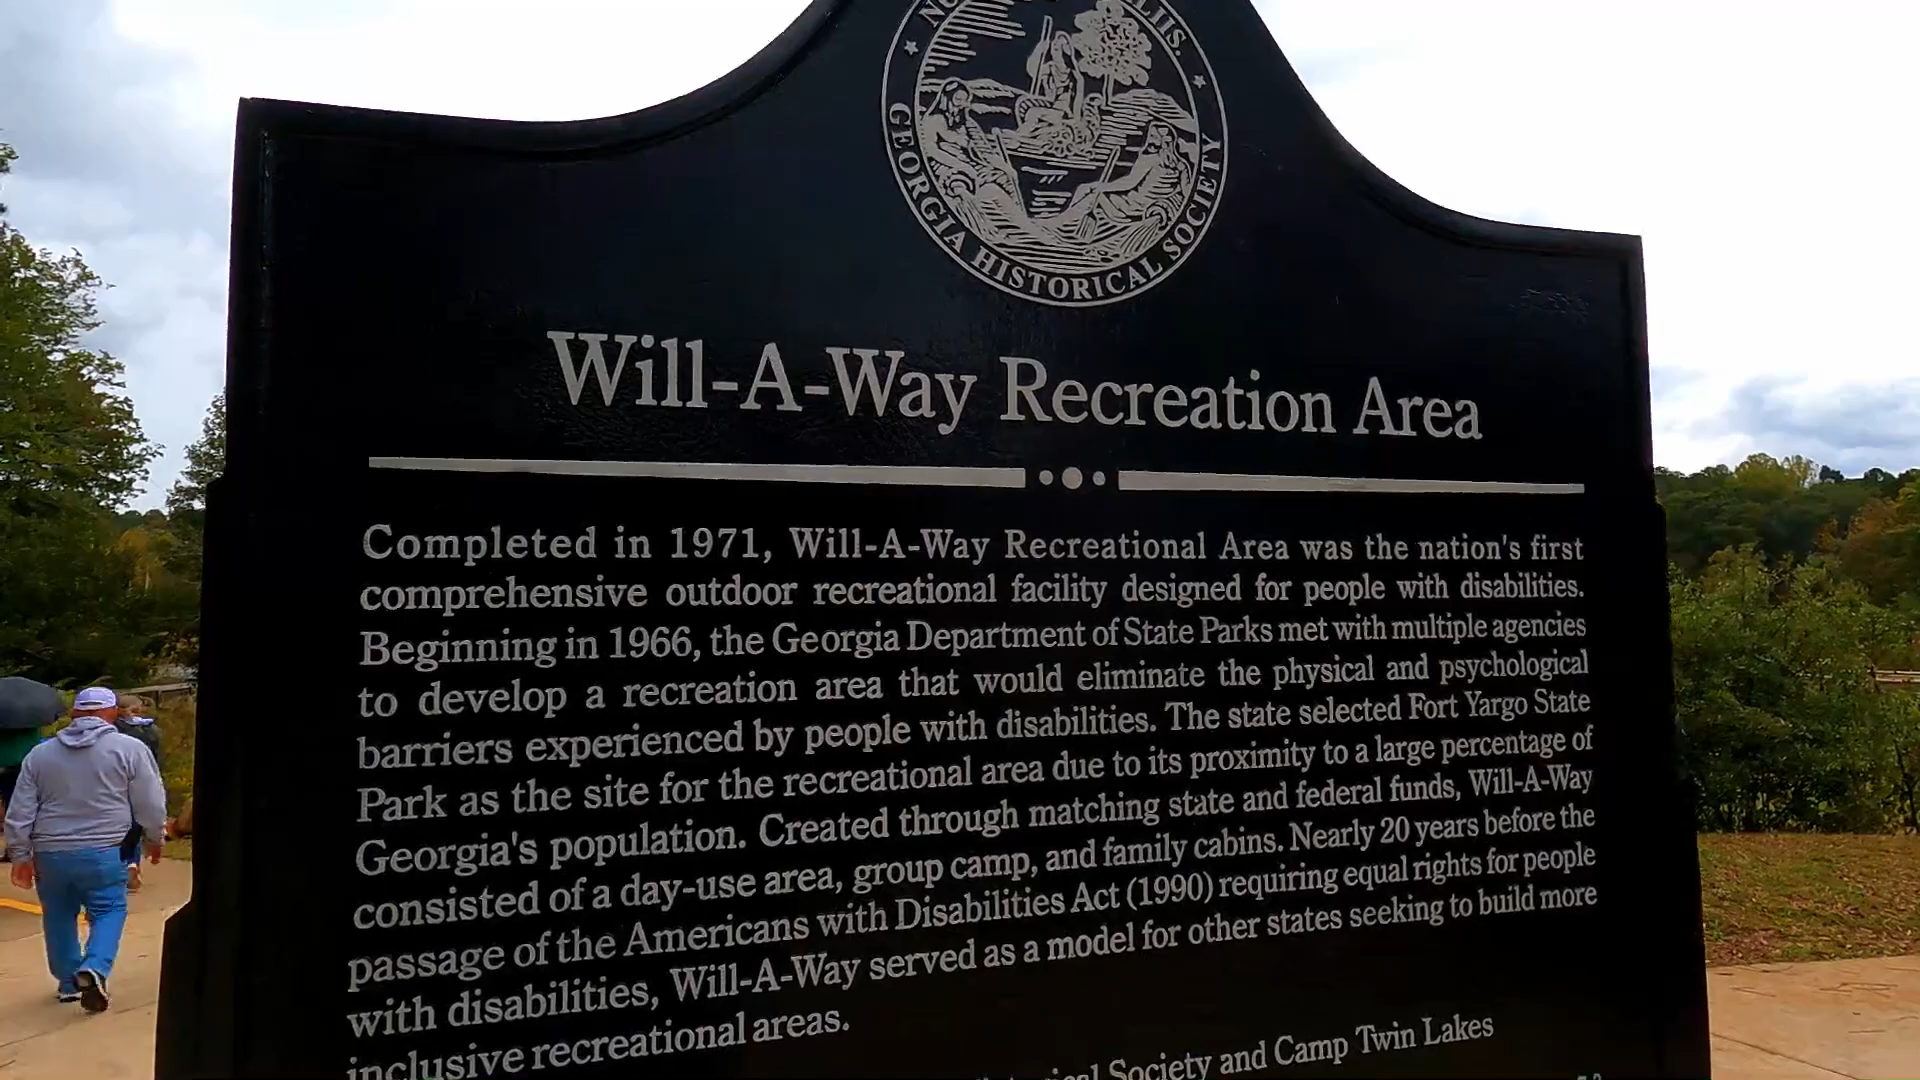 GEORGIA HISTORICAL SOCIETY
Will-A-Way Recreation Area
Completed in 1971, Will-A-Way Recreational Area was the nation's first
comprehensive outdoor recreational facility designed for people with disabilities.
Beginning in 1966, the Georgia Department of State Parks met with multiple agencies
to develop a recreation area that would eliminate the physical and psychological
barriers experienced by people with disabilities. The state selected Fort Yargo State
Park as the site for the recreational area due to its proximity to a large percentage of
Georgia's population. Created through matching state and federal funds, Will-A-Way
consisted of a day-use area, group camp, and family cabins. Nearly 20 years before the
passage of the Americans with Disabilities Act (1990) requiring equal rights for people
with disabilities, Will-A-Way served as a model for other states seeking to build more
inclusive recreational areas.
Society and Camp Twin Lakes